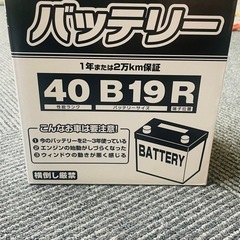 バッテリー
1年または2万km保証
40 B 19 R
性能ランク バッテリーサイズ 端子位置
こんなお車は要注意!
①今のバッテリーを2～3年使っている
②エンジンの始動がしづらくなった
③ウィンドウの動きが悪く感じる
BATTERY
横倒し厳禁